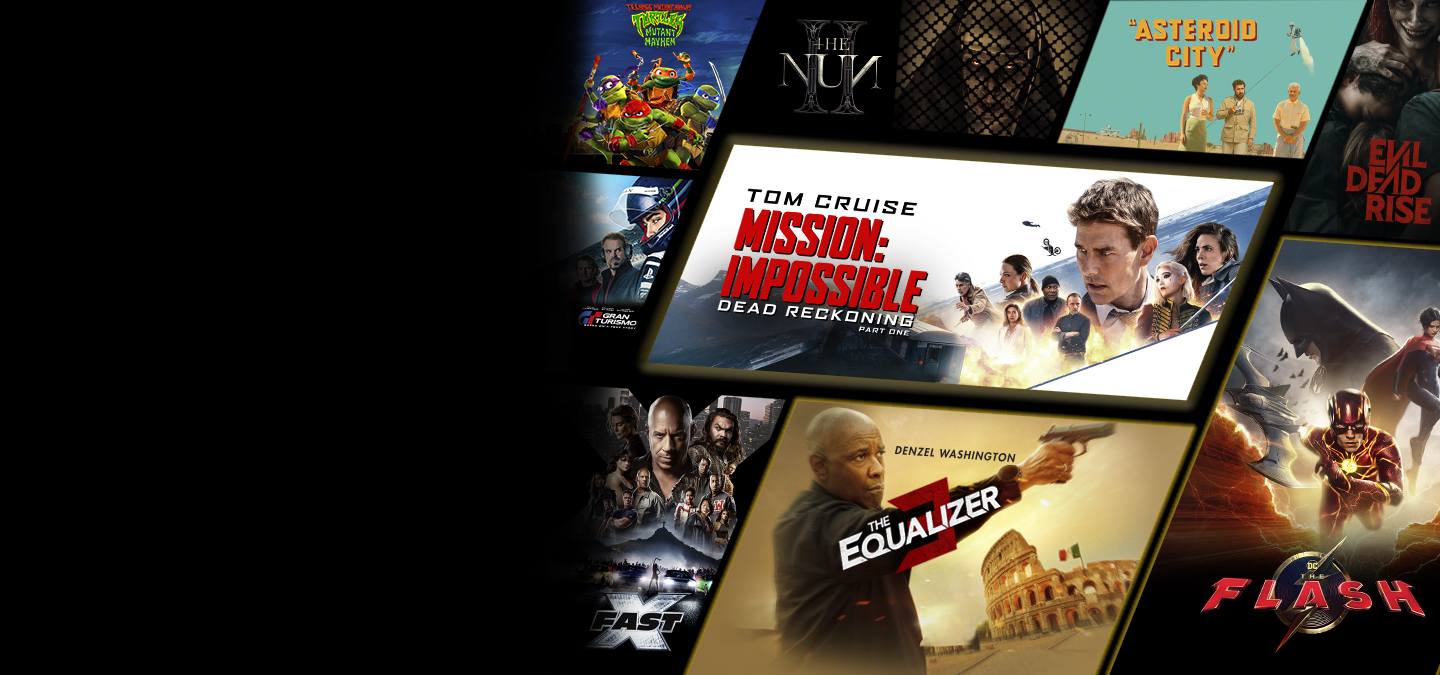 TEENAGE MUTANT NINJA
TURTLES
MUTANT
MAYHEM
THE
NUN
II
"ASTEROID
CITY"
EVIL
DEAD
RISE
GRAN
TURISMO
TOM CRUISE
MISSION:
IMPOSSIBLE
DEAD RECKONING
PART ONE
X
FAST
DENZEL WASHINGTON
THE
EQUALIZER
3
DC
THE
FLASH